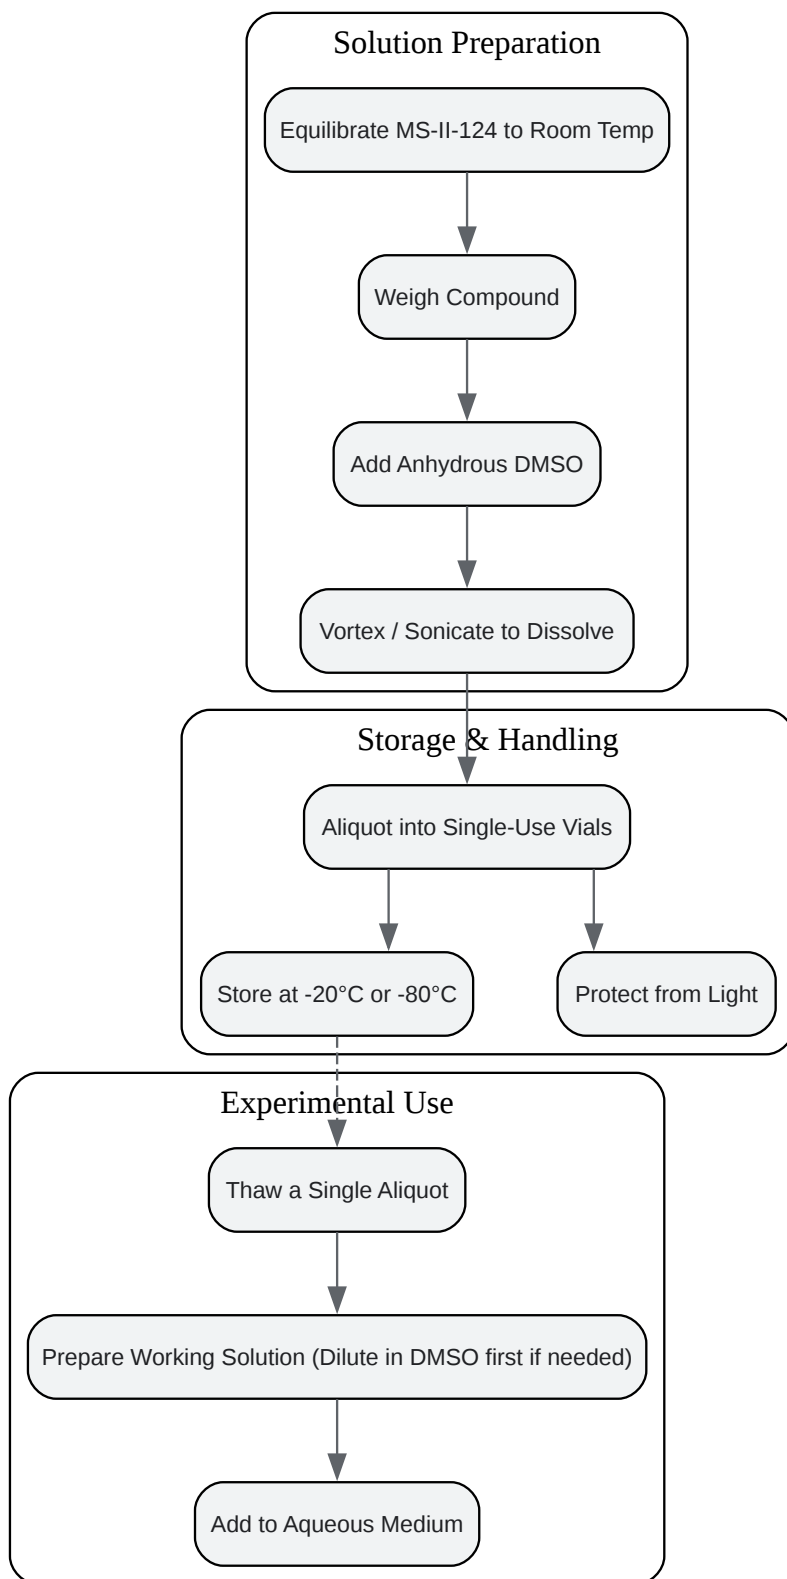 Solution Preparation
Equilibrate MS-II-124 to Room Temp
Weigh Compound
Add Anhydrous DMSO
Vortex / Sonicate to Dissolve
Storage & Handling
Aliquot into Single-Use Vials
Store at -20°C or -80°C
Protect from Light
Experimental Use
Thaw a Single Aliquot
Prepare Working Solution (Dilute in DMSO first if needed)
Add to Aqueous Medium